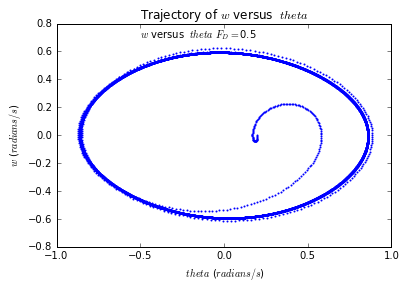 Trajectory of w versus theta
w versus theta F_D = 0.5
0.8
0.6
0.4
0.2
0.0
−0.2
−0.4
−0.6
−0.8
w (radians/s)
−1.0 −0.5 0.0 0.5 1.0
theta (radians/s)